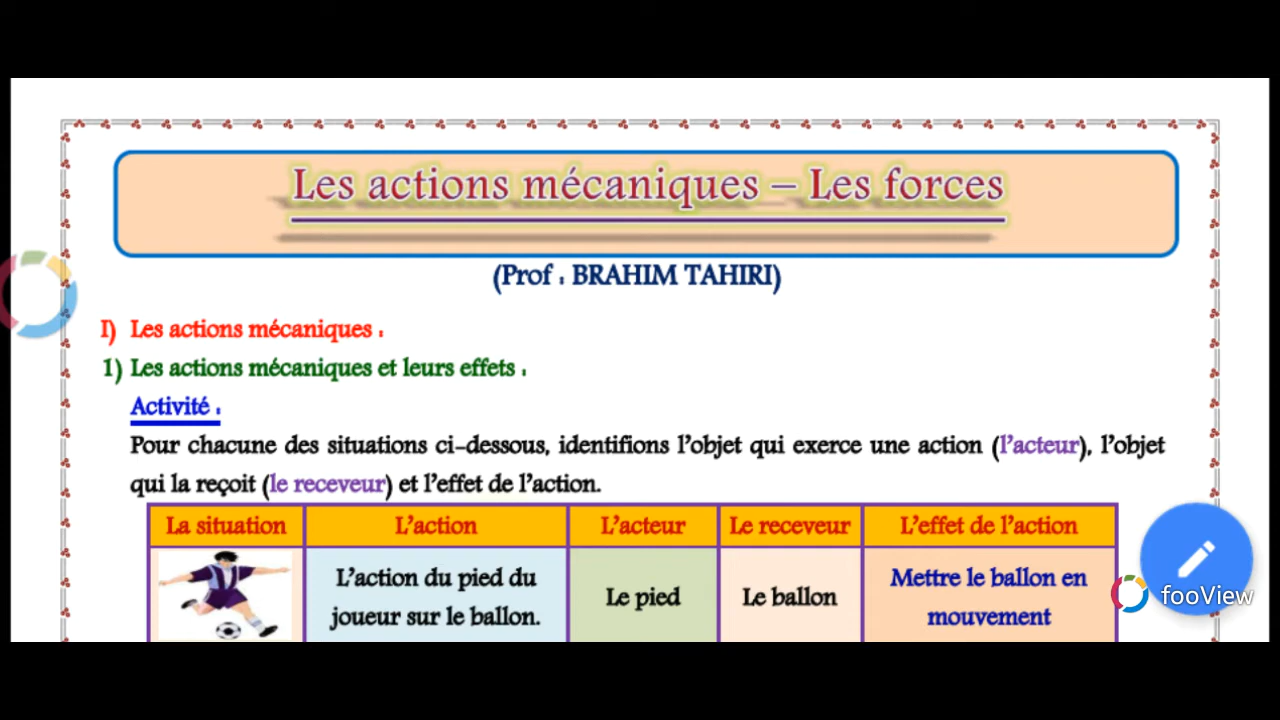 Les actions mécaniques – Les forces
(Prof : BRAHIM TAHIRI)
I) Les actions mécaniques :
1) Les actions mécaniques et leurs effets :
Activité :
Pour chacune des situations ci-dessous, identifions l'objet qui exerce une action (l'acteur), l'objet
qui la reçoit (le receveur) et l'effet de l'action.
La situation L'action L'acteur Le receveur L'effet de l'action
L'action du pied du
joueur sur le ballon.
Le pied
Le ballon
Mettre le ballon en
mouvement
fooView